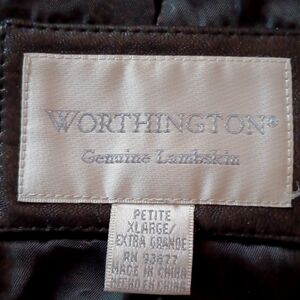 WORTHINGTON®
Genuine Lambskin
PETITE
XLARGE/
EXTRA GRANDE
RN 93677
MADE IN CHINA
HECHO EN CHINA